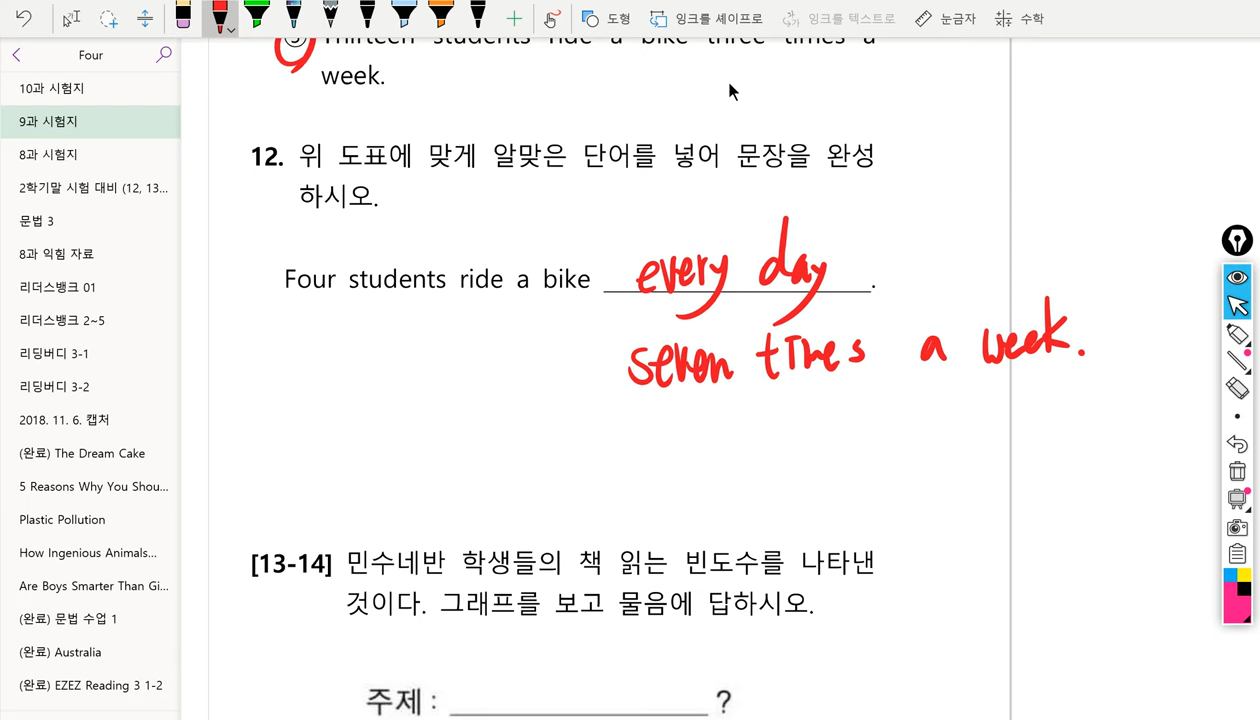 도형
잉크를 셰이프로
잉크를 텍스트로
눈금자
수학
Four
10과 시험지
9과 시험지
8과 시험지
2학기말 시험 대비 (12, 13...
문법 3
8과 익힘 자료
리더스뱅크 01
리더스뱅크 2~5
리딩버디 3-1
리딩버디 3-2
2018. 11. 6. 캡처
(완료) The Dream Cake
5 Reasons Why You Shou...
Plastic Pollution
How Ingenious Animals...
Are Boys Smarter Than Gi...
(완료) 문법 수업 1
(완료) Australia
(완료) EZEZ Reading 3 1-2
⑤ Thirteen students ride a bike three times a
week.
12. 위 도표에 맞게 알맞은 단어를 넣어 문장을 완성
하시오.
Four students ride a bike every day.
seven times a week.
[13-14] 민수네반 학생들의 책 읽는 빈도수를 나타낸
것이다. 그래프를 보고 물음에 답하시오.
주제 : ____________ ?